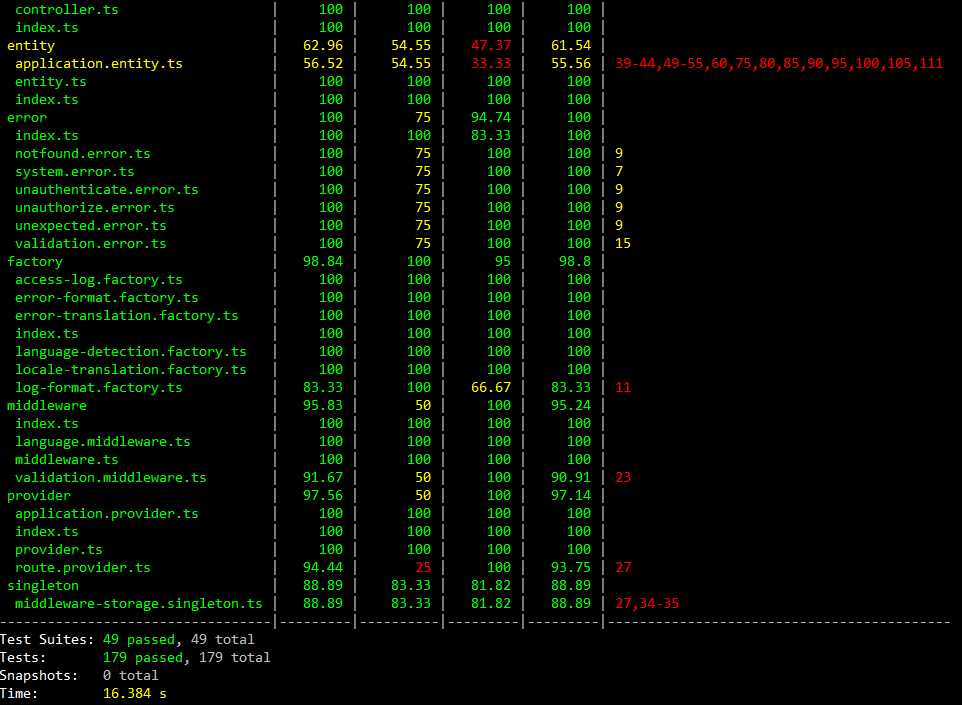 controller.ts                 |     100 |      100 |     100 |     100 |
  index.ts                      |     100 |      100 |     100 |     100 |
 entity                         |   62.96 |    54.55 |   47.37 |   61.54 |
  application.entity.ts         |   56.52 |    54.55 |   33.33 |   55.56 | 39-44,49-55,60,75,80,85,90,95,100,105,111
  entity.ts                     |     100 |      100 |     100 |     100 |
  index.ts                      |     100 |      100 |     100 |     100 |
 error                          |     100 |       75 |   94.74 |     100 |
  index.ts                      |     100 |      100 |   83.33 |     100 |
  notfound.error.ts             |     100 |       75 |     100 |     100 | 9
  system.error.ts               |     100 |       75 |     100 |     100 | 7
  unauthenticate.error.ts       |     100 |       75 |     100 |     100 | 9
  unauthorize.error.ts          |     100 |       75 |     100 |     100 | 9
  unexpected.error.ts           |     100 |       75 |     100 |     100 | 9
  validation.error.ts           |     100 |       75 |     100 |     100 | 15
 factory                        |   98.84 |      100 |      95 |    98.8 |
  access-log.factory.ts         |     100 |      100 |     100 |     100 |
  error-format.factory.ts       |     100 |      100 |     100 |     100 |
  error-translation.factory.ts  |     100 |      100 |     100 |     100 |
  index.ts                      |     100 |      100 |     100 |     100 |
  language-detection.factory.ts |     100 |      100 |     100 |     100 |
  locale-translation.factory.ts |     100 |      100 |     100 |     100 |
  log-format.factory.ts         |   83.33 |      100 |   66.67 |   83.33 | 11
 middleware                     |   95.83 |       50 |     100 |   95.24 |
  index.ts                      |     100 |      100 |     100 |     100 |
  language.middleware.ts        |     100 |      100 |     100 |     100 |
  middleware.ts                 |     100 |      100 |     100 |     100 |
  validation.middleware.ts      |   91.67 |       50 |     100 |   90.91 | 23
 provider                       |   97.56 |       50 |     100 |   97.14 |
  application.provider.ts       |     100 |      100 |     100 |     100 |
  index.ts                      |     100 |      100 |     100 |     100 |
  provider.ts                   |     100 |      100 |     100 |     100 |
  route.provider.ts             |   94.44 |       25 |     100 |   93.75 | 27
 singleton                      |   88.89 |    83.33 |   81.82 |   88.89 |
  middleware-storage.singleton.ts |   88.89 |    83.33 |   81.82 |   88.89 | 27,34-35
----------------------------------|---------|----------|---------|---------|-------------------------------------------
Test Suites: 49 passed, 49 total
Tests:       179 passed, 179 total
Snapshots:   0 total
Time:        16.384 s